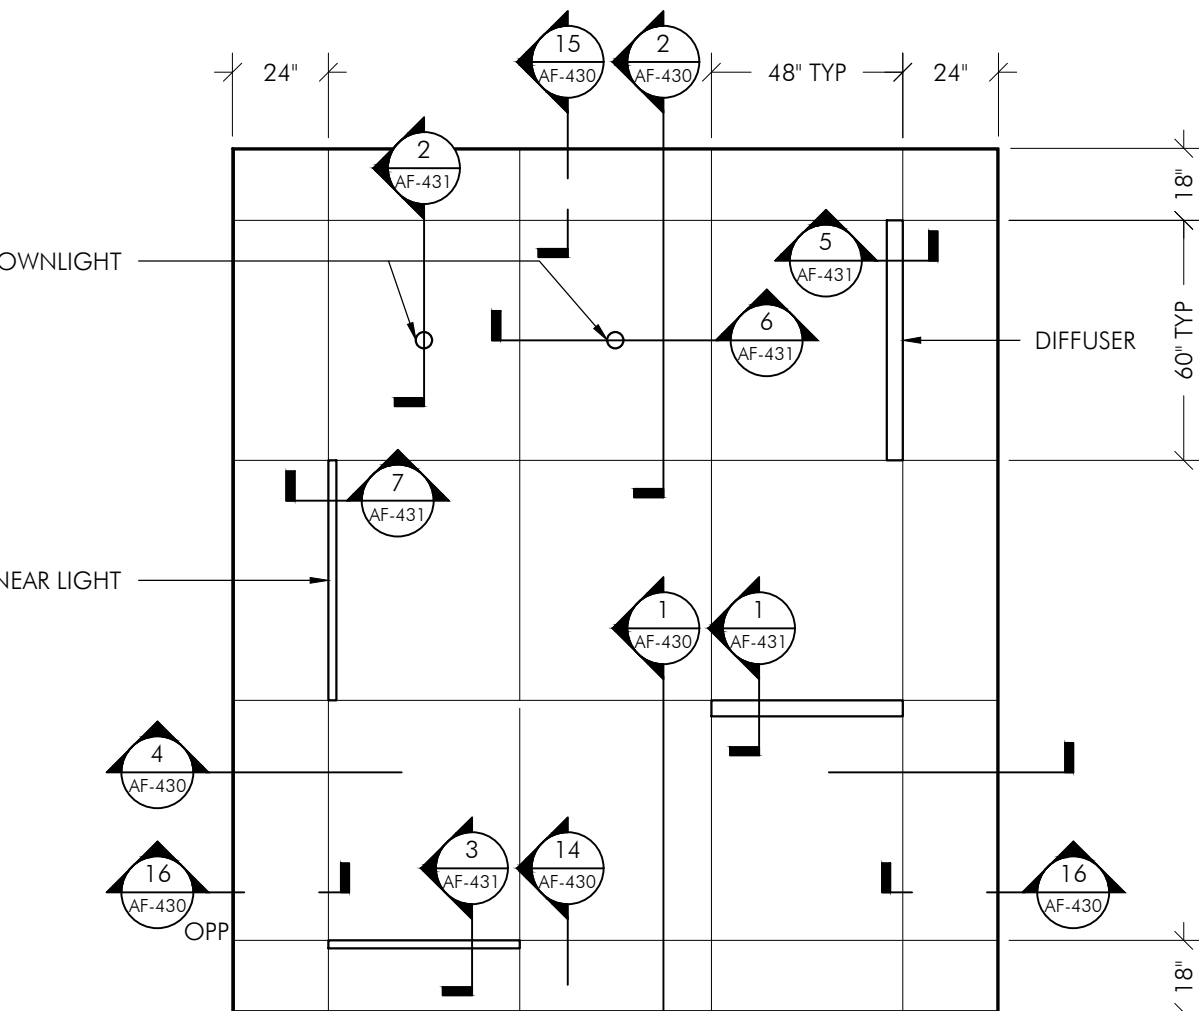 15
AF-430
2
AF-430
24"
48" TYP
24"
2
AF-431
18"
5
AF-431
OWNLIGHT
6
AF-431
DIFFUSER
60" TYP
7
AF-431
NEAR LIGHT
1
AF-430
1
AF-431
4
AF-430
3
AF-431
14
AF-430
16
AF-430
OPP
16
AF-430
18"